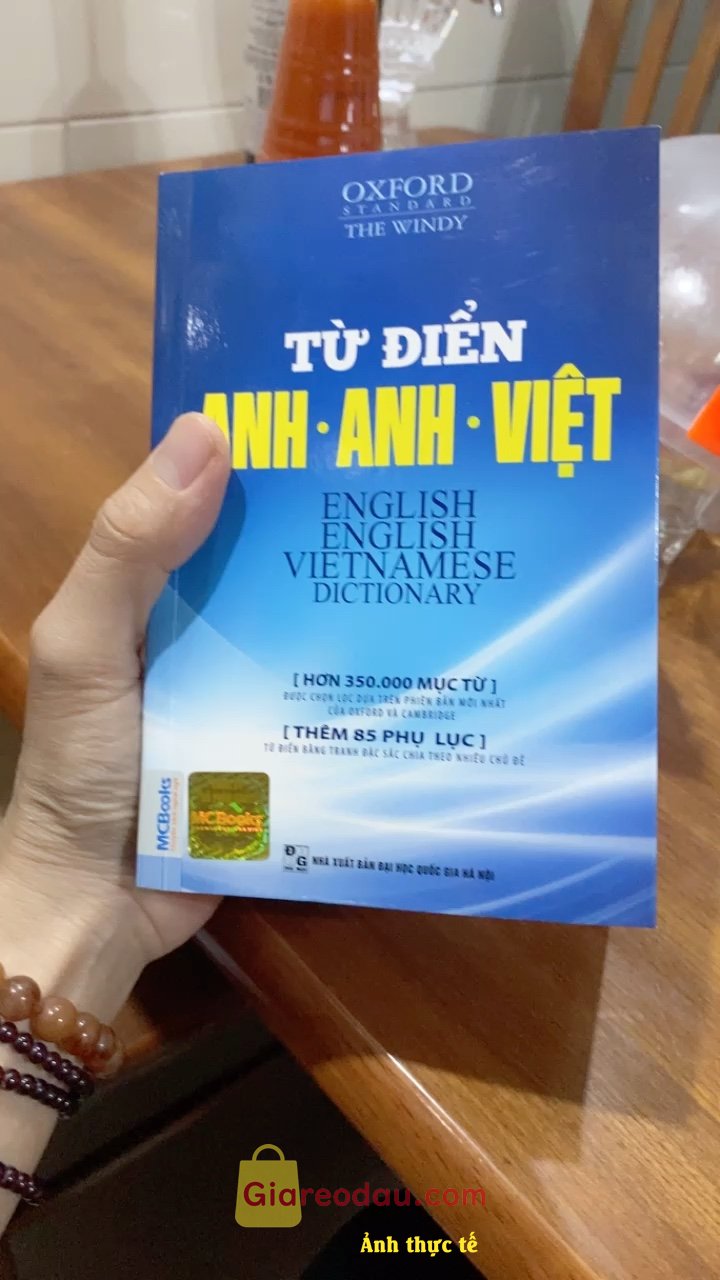 OXFORD
STANDARD
THE WINDY
TỪ ĐIỂN
ANH • ANH • VIỆT
ENGLISH
ENGLISH
VIETNAMESE
DICTIONARY
[ HƠN 350.000 MỤC TỪ ]
ĐƯỢC CHỌN LỌC DỰA TRÊN PHIÊN BẢN MỚI NHẤT
CỦA OXFORD VÀ CAMBRIDGE
[ THÊM 85 PHỤ LỤC ]
TỪ ĐIỂN BẰNG TRANH ĐẶC SẮC CHIA THEO NHIỀU CHỦ ĐỀ
MCBooks
MCBooks
NHÀ XUẤT BẢN ĐẠI HỌC QUỐC GIA HÀ NỘI
Giareodau.com
Ảnh thực tế